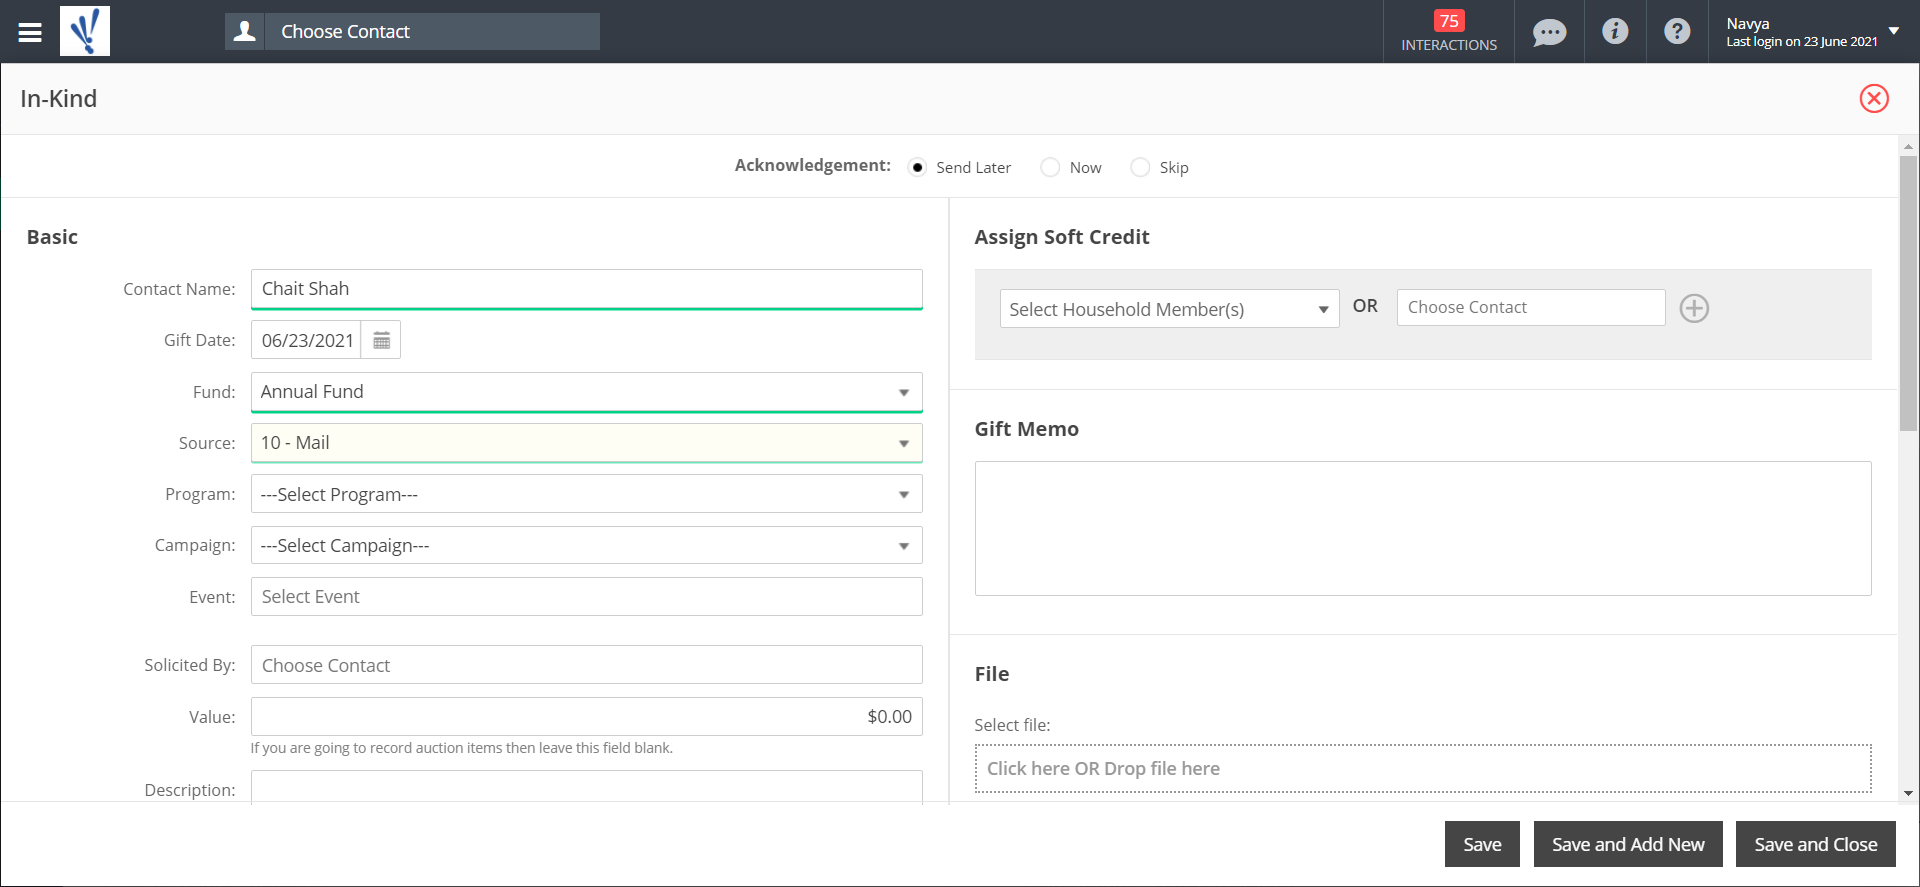 Choose Contact
75
INTERACTIONS
Navya
Last login on 23 June 2021
In-Kind
Acknowledgement: Send Later Now Skip
Basic
Contact Name: Chait Shah
Gift Date: 06/23/2021
Fund: Annual Fund
Source: 10 - Mail
Program: ---Select Program---
Campaign: ---Select Campaign---
Event: Select Event
Solicited By: Choose Contact
Value: $0.00
If you are going to record auction items then leave this field blank.
Description:
Assign Soft Credit
Select Household Member(s) OR Choose Contact
Gift Memo
File
Select file:
Click here OR Drop file here
Save Save and Add New Save and Close